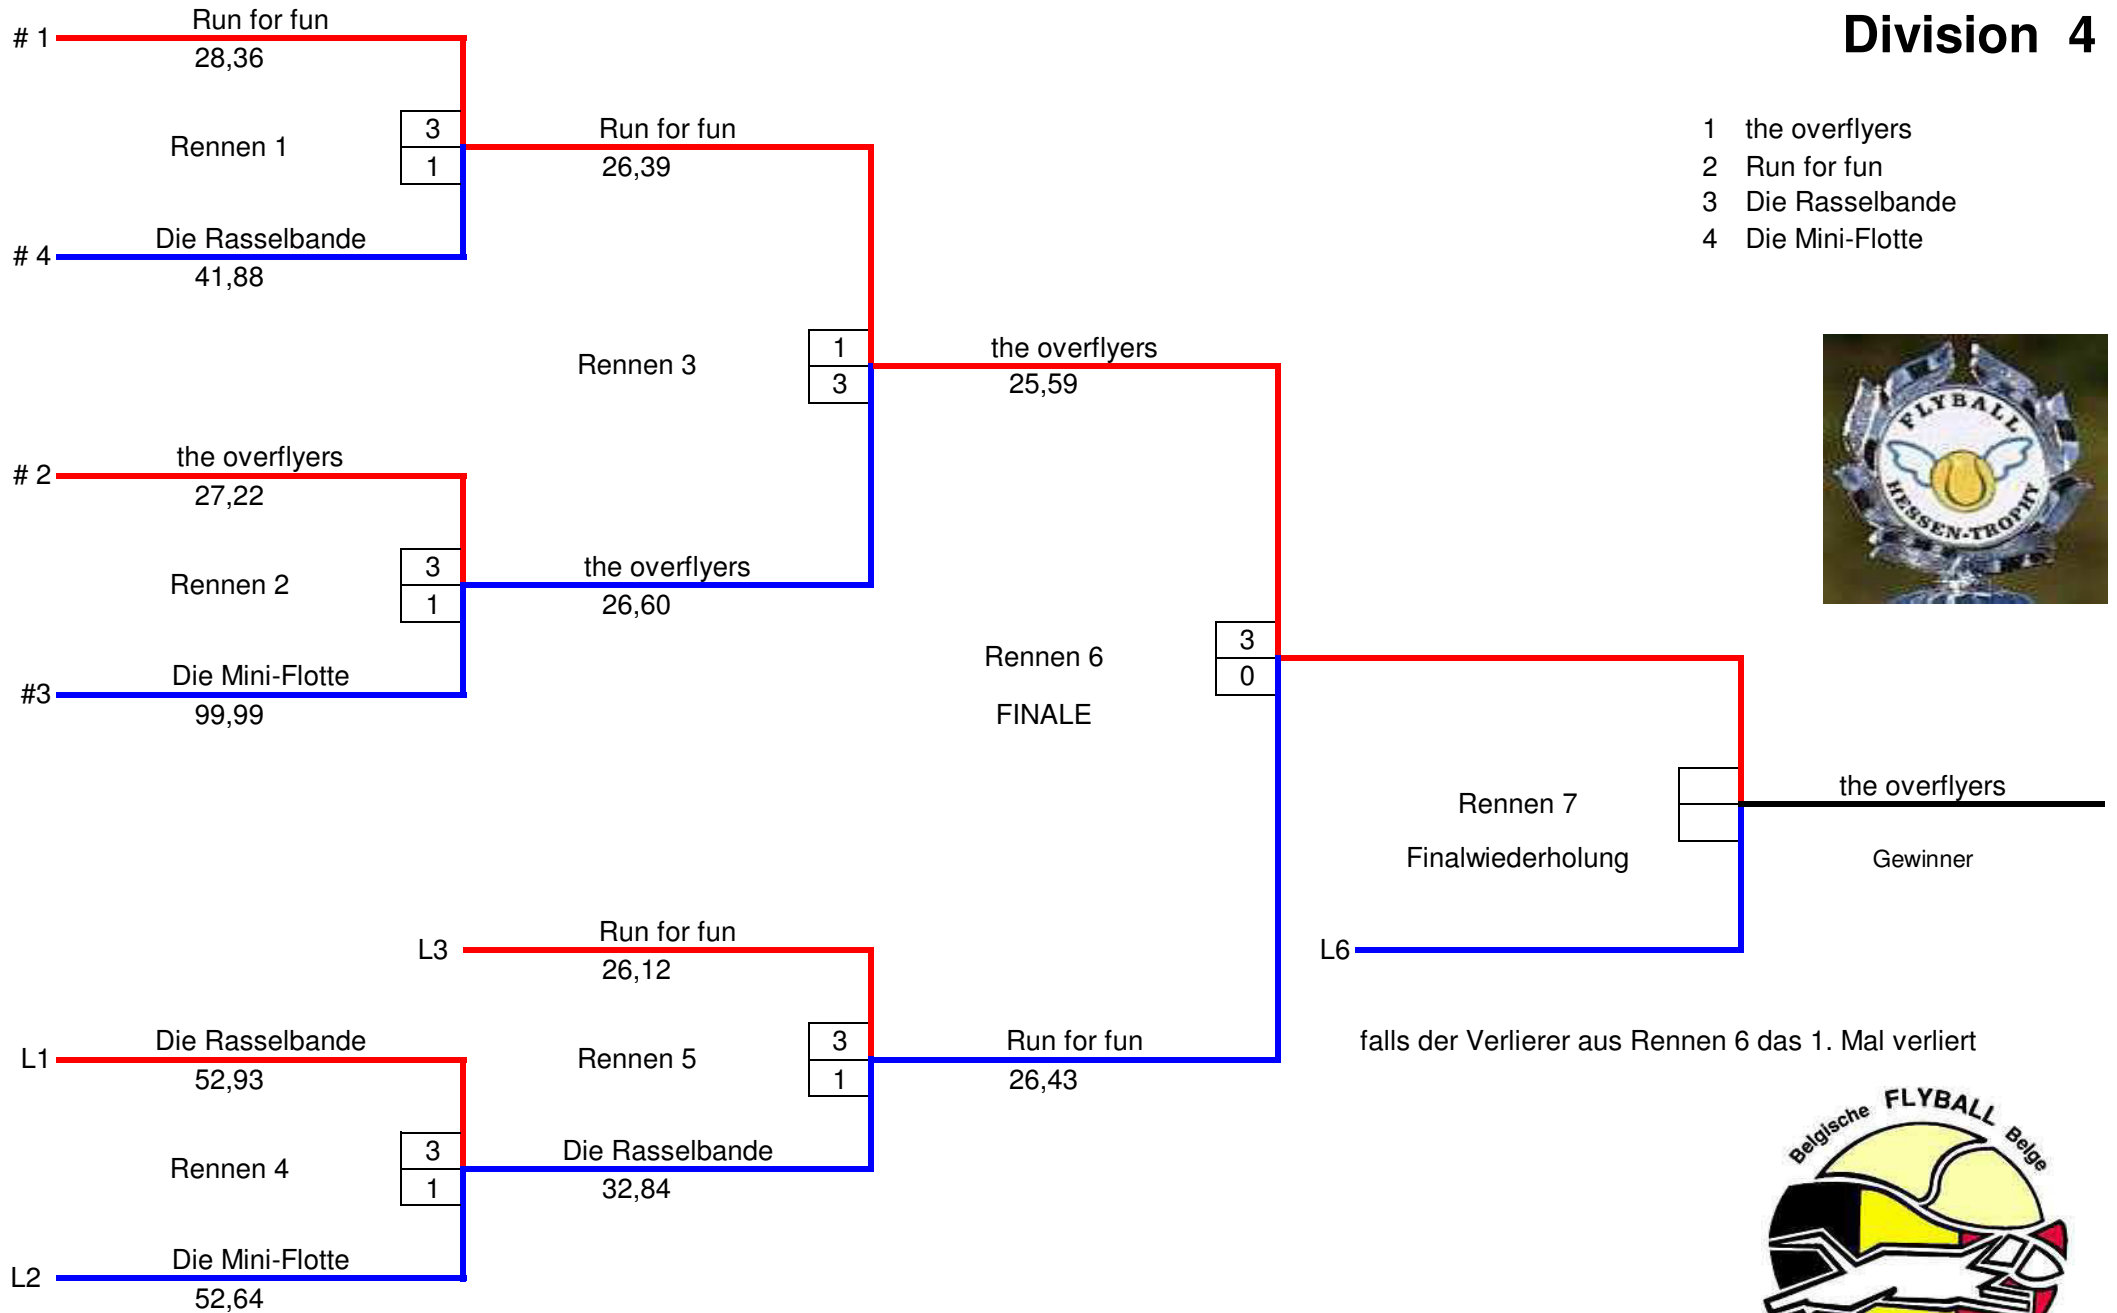 Division 4
# 1
Run for fun
28,36
Rennen 1
3
1
# 4
Die Rasselbande
41,88
Run for fun
26,39
Rennen 3
1
3
# 2
the overflyers
27,22
Rennen 2
3
1
#3
Die Mini-Flotte
99,99
the overflyers
26,60
the overflyers
25,59
Rennen 6
3
0
FINALE
1 the overflyers
2 Run for fun
3 Die Rasselbande
4 Die Mini-Flotte
FLYBALL
HESSEN-TROPHY
Rennen 7
Finalwiederholung
the overflyers
Gewinner
L6
falls der Verlierer aus Rennen 6 das 1. Mal verliert
L3
Run for fun
26,12
Rennen 5
3
1
Run for fun
26,43
L1
Die Rasselbande
52,93
Rennen 4
3
1
Die Rasselbande
32,84
L2
Die Mini-Flotte
52,64
Belgische FLYBALL Belge